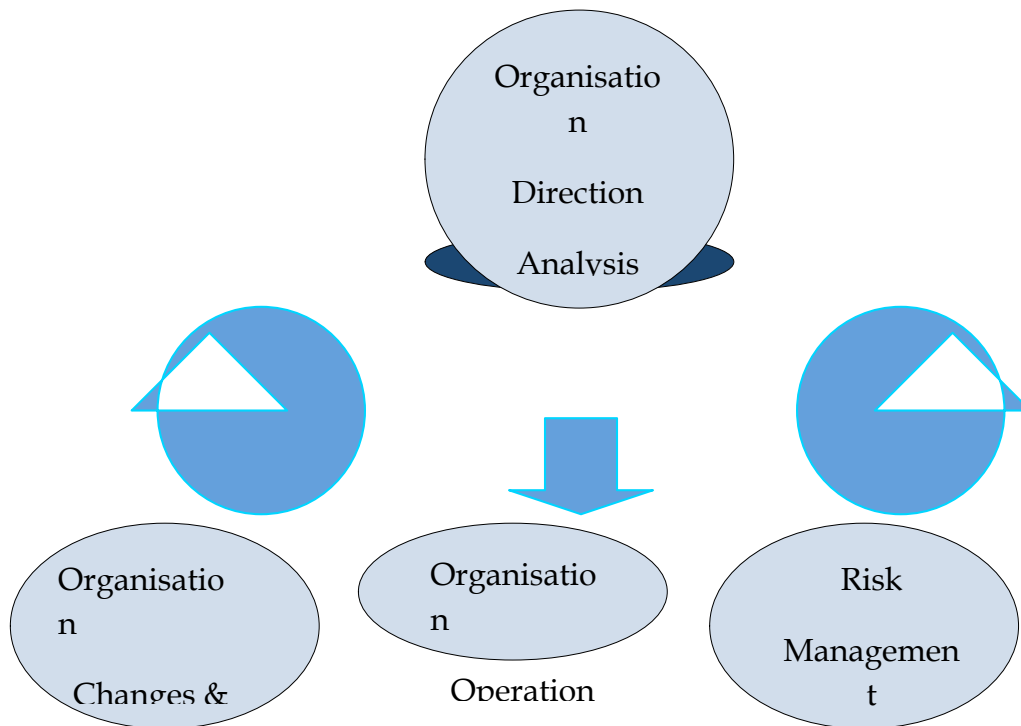 Organisatio
n
Direction
Analysis
Organisatio
n
Changes &
Organisatio
n
Operation
Risk
Managemen
t